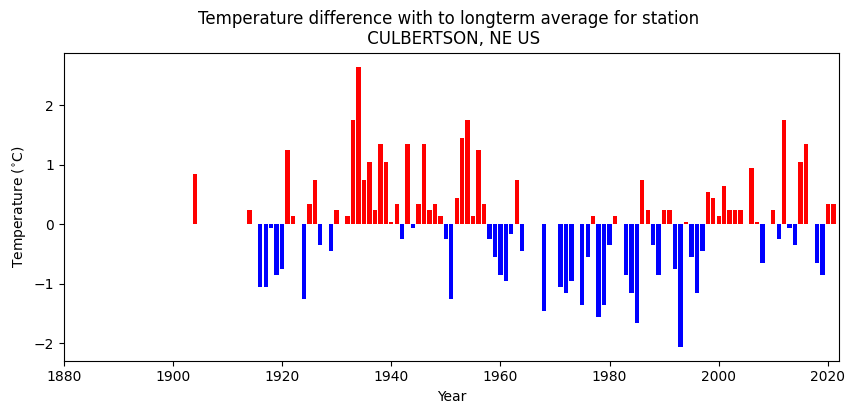 Temperature difference with to longterm average for station
CULBERTSON, NE US
Temperature (°C)
2
1
0
−1
−2
1880 1900 1920 1940 1960 1980 2000 2020
Year